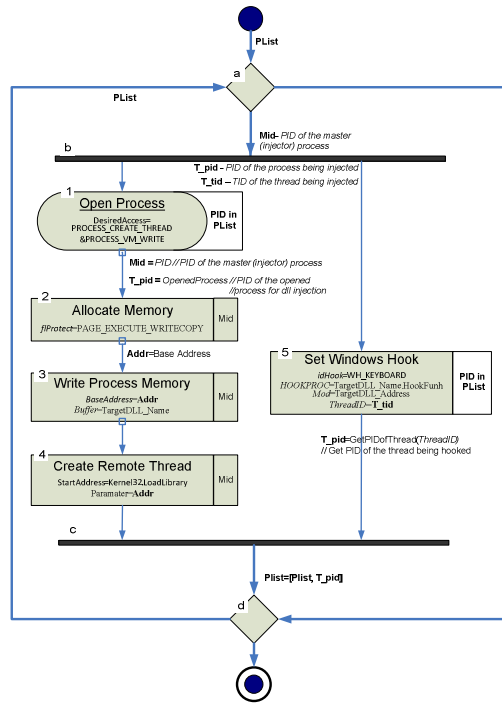 PList
a
PList
Mid– PID of the master
(injector) process
b
T_pid - PID of the process being injected
T_tid – TID of the thread being injected
1
Open Process
DesiredAccess=
PROCESS_CREATE_THREAD
&PROCESS_VM_WRITE
PID in
PList
Mid = PID // PID of the master (injector) process
T_pid = OpenedProcess // PID of the opened
//process for dll injection
2
Allocate Memory
flProtect=PAGE_EXECUTE_WRITECOPY
Mid
Addr=Base Address
3
Write Process Memory
BaseAddress=Addr
Buffer=TargetDLL_Name
Mid
4
Create Remote Thread
StartAddress=Kernel32.LoadLibrary
Paramater=Addr
Mid
5
Set Windows Hook
idHook=WH_KEYBOARD
HOOKPROC=TargetDLL_Name.HookFunh
Mod=TargetDLL_Address
ThreadID=T_tid
PID in
PList
T_pid=GetPIDofThread(ThreadID)
// Get PID of the thread being hooked
c
Plist=[Plist, T_pid]
d